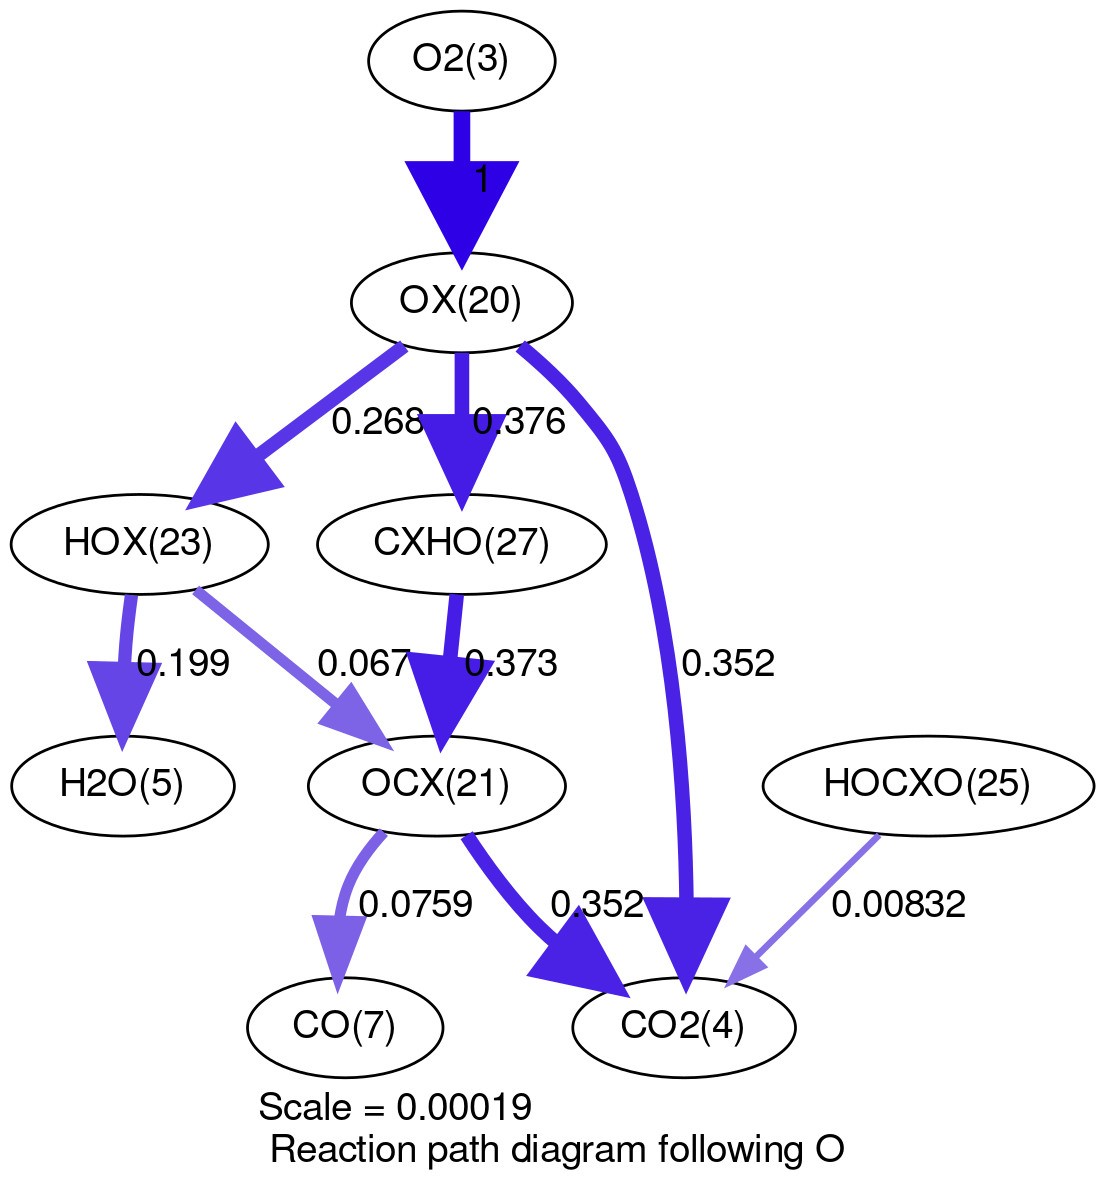 O2(3)
1
OX(20)
0.268
0.376
HOX(23)
CXHO(27)
0.199
0.067
0.373
0.352
H2O(5)
OCX(21)
HOCXO(25)
0.0759
0.352
0.00832
CO(7)
CO2(4)
Scale = 0.00019
Reaction path diagram following O